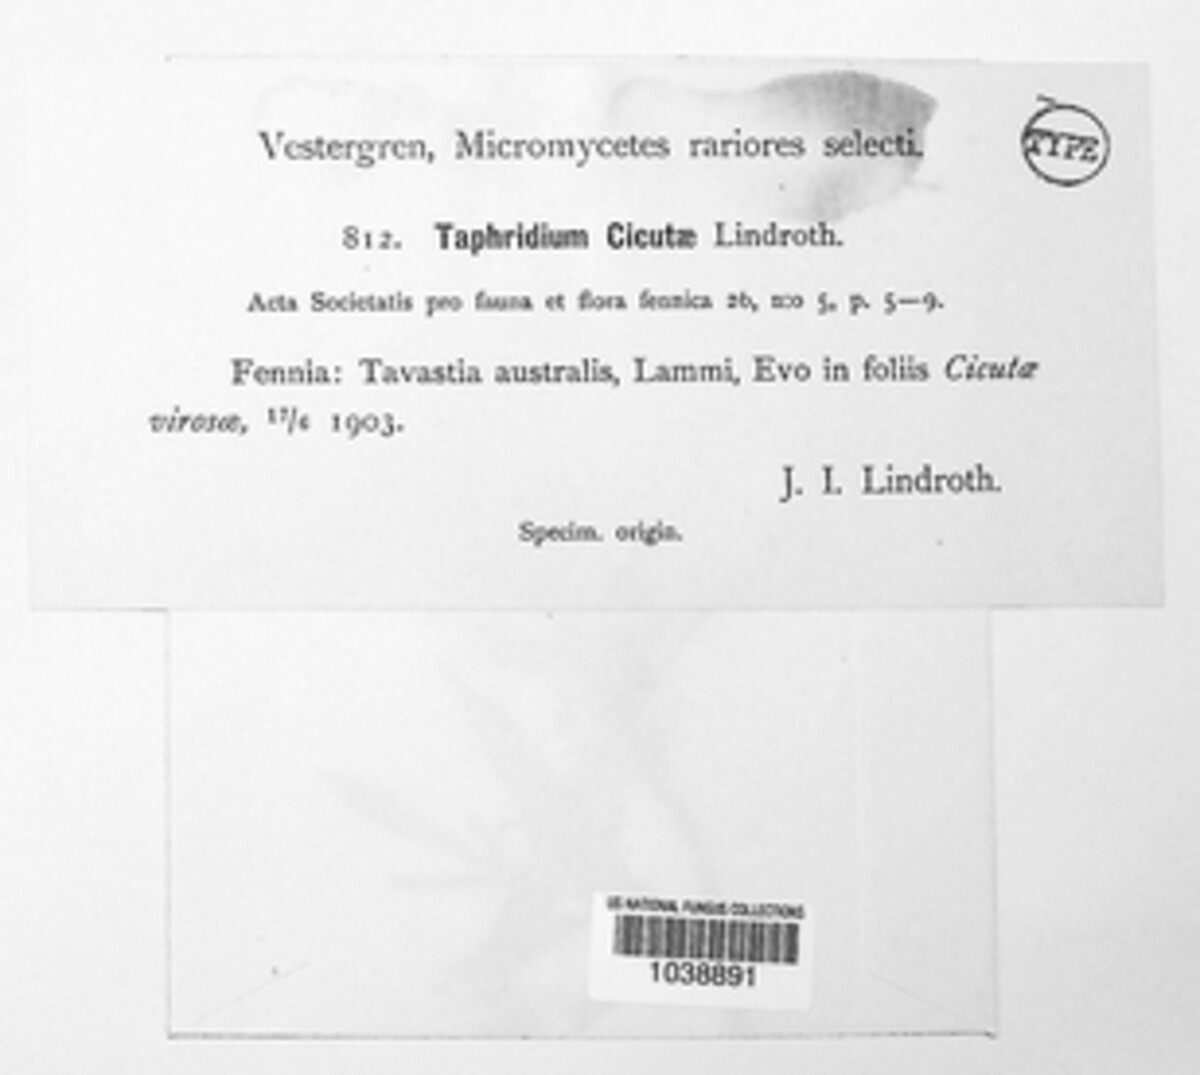 Vestergren, Micromycetes rariores selecti.
TYPE
812. Taphridium Cicutæ Lindroth.
Acta Societatis pro fauna et flora fennica 26, n:o 5, p. 5—9.
Fennia: Tavastia australis, Lammi, Evo in foliis Cicutæ
virosæ, 1903.
J. I. Lindroth.
Specim. origin.
US NATIONAL FUNGUS COLLECTIONS
1038891